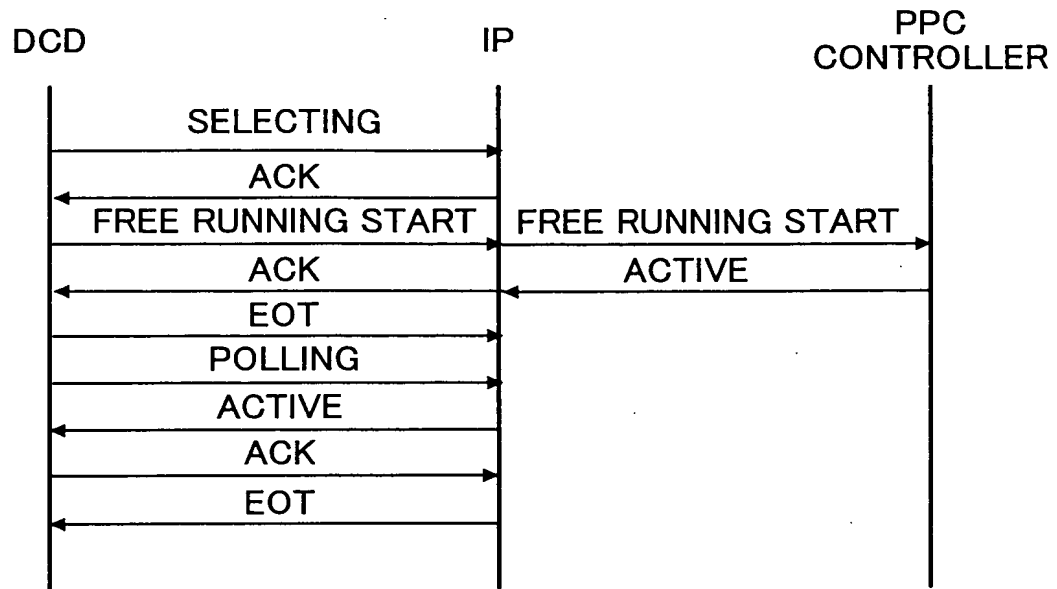 DCD
IP
PPC
CONTROLLER
SELECTING
ACK
FREE RUNNING START
FREE RUNNING START
ACK
ACTIVE
EOT
POLLING
ACTIVE
ACK
EOT